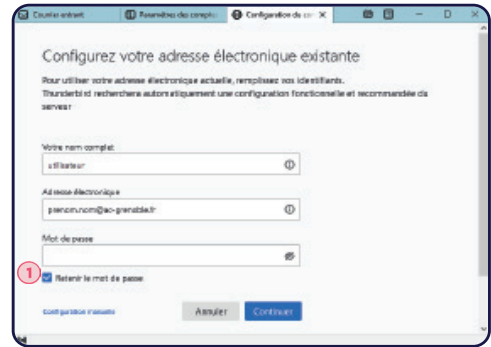 Courrier entrant
Paramètres des compte
Configuration du co
Configurez votre adresse électronique existante
Pour utiliser votre adresse électronique actuelle, remplissez vos identifiants.
Thunderbird recherchera automatiquement une configuration fonctionnelle et recommandée du
serveur
Votre nom complet
utilisateur
Adresse électronique
prenom.nom@ac-grenoble.fr
Mot de passe
1
Retenir le mot de passe
Configuration manuelle
Annuler
Continuer